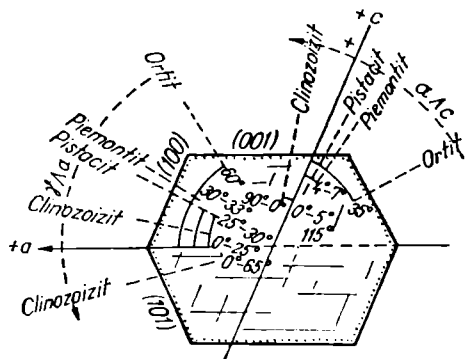 +c
+
-
Ortit
Clinozoizit
Pistacit
Piemontit
α∧c
Ortit
Piemontit
Pistacit
(100)
(001)
γ∧a
60°
90°
0°
4°-7°
35°
30°-33°
25°-30°
0°-5°
115°
Clinozoizit
0°-25°
+a
0°-65°
Clinozoizit
(101)